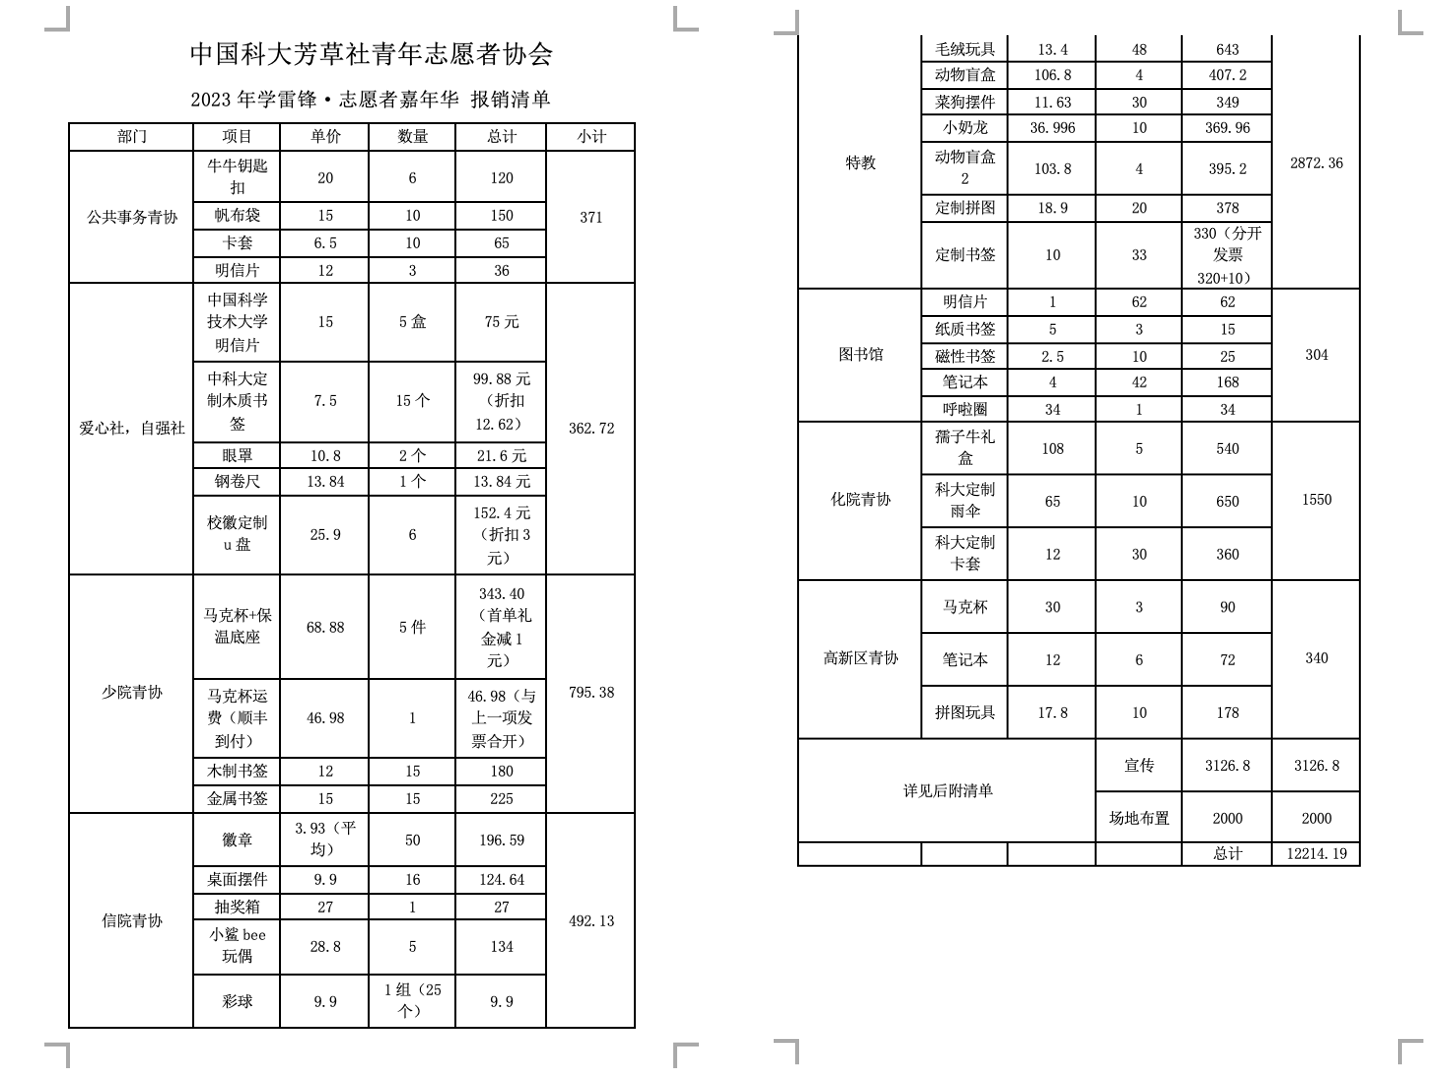 中国科大芳草社青年志愿者协会
2023 年学雷锋·志愿者嘉年华 报销清单
部门 项目 单价 数量 总计 小计
公共事务青协
牛牛钥匙
扣
20 6 120
帆布袋 15 10 150
卡套 6.5 10 65
明信片 12 3 36
371
爱心社，自强社
中国科学
技术大学
明信片
15 5 盒 75 元
中科大定
制木质书
签
7.5 15 个
99.88 元
（折扣
12.62）
眼罩 10.8 2 个 21.6 元
钢卷尺 13.84 1 个 13.84 元
校徽定制
u 盘
25.9 6
152.4 元
（折扣 3
元）
362.72
少院青协
马克杯+保
温底座
68.88 5 件
343.40
（首单礼
金减 1
元）
马克杯运
费（顺丰
到付）
46.98 1
46.98（与
上一项发
票合开）
木制书签 12 15 180
金属书签 15 15 225
795.38
信院青协
徽章
3.93（平
均）
50 196.59
桌面摆件 9.9 16 124.64
抽奖箱 27 1 27
小鲨 bee
玩偶
28.8 5 134
彩球 9.9
1 组（25
个）
9.9
492.13
特教
毛绒玩具 13.4 48 643
动物盲盒 106.8 4 407.2
菜狗摆件 11.63 30 349
小奶龙 36.996 10 369.96
动物盲盒
2
103.8 4 395.2
定制拼图 18.9 20 378
定制书签 10 33
330（分开
发票
320+10）
2872.36
图书馆
明信片 1 62 62
纸质书签 5 3 15
磁性书签 2.5 10 25
笔记本 4 42 168
呼啦圈 34 1 34
304
化院青协
孺子牛礼
盒
108 5 540
科大定制
雨伞
65 10 650
科大定制
卡套
12 30 360
1550
高新区青协
马克杯 30 3 90
笔记本 12 6 72
拼图玩具 17.8 10 178
340
详见后附清单
宣传 3126.8 3126.8
场地布置 2000 2000
总计 12214.19